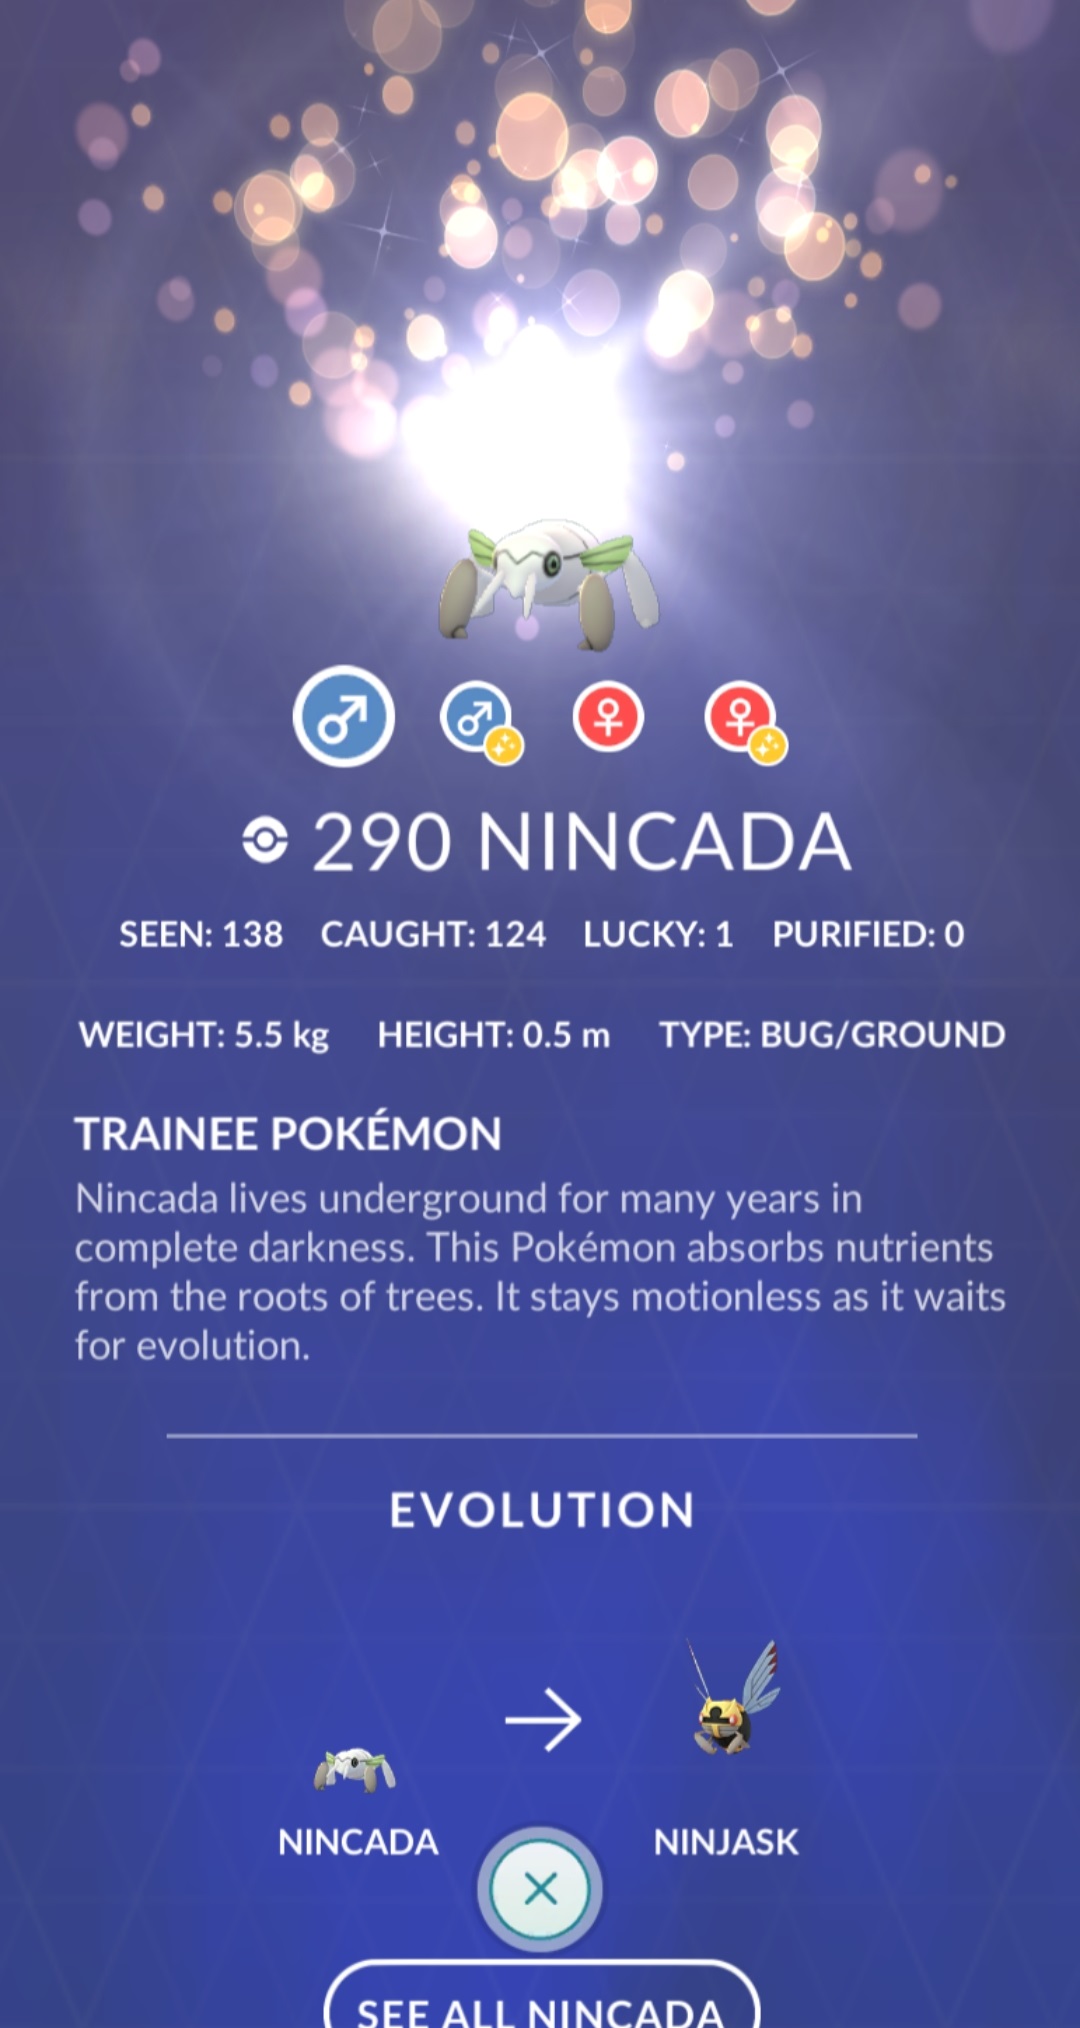 290 NINCADA
SEEN: 138 CAUGHT: 124 LUCKY: 1 PURIFIED: 0
WEIGHT: 5.5 kg HEIGHT: 0.5 m TYPE: BUG/GROUND
TRAINEE POKÉMON
Nincada lives underground for many years in
complete darkness. This Pokémon absorbs nutrients
from the roots of trees. It stays motionless as it waits
for evolution.
EVOLUTION
NINCADA NINJASK
SEE ALL NINCADA